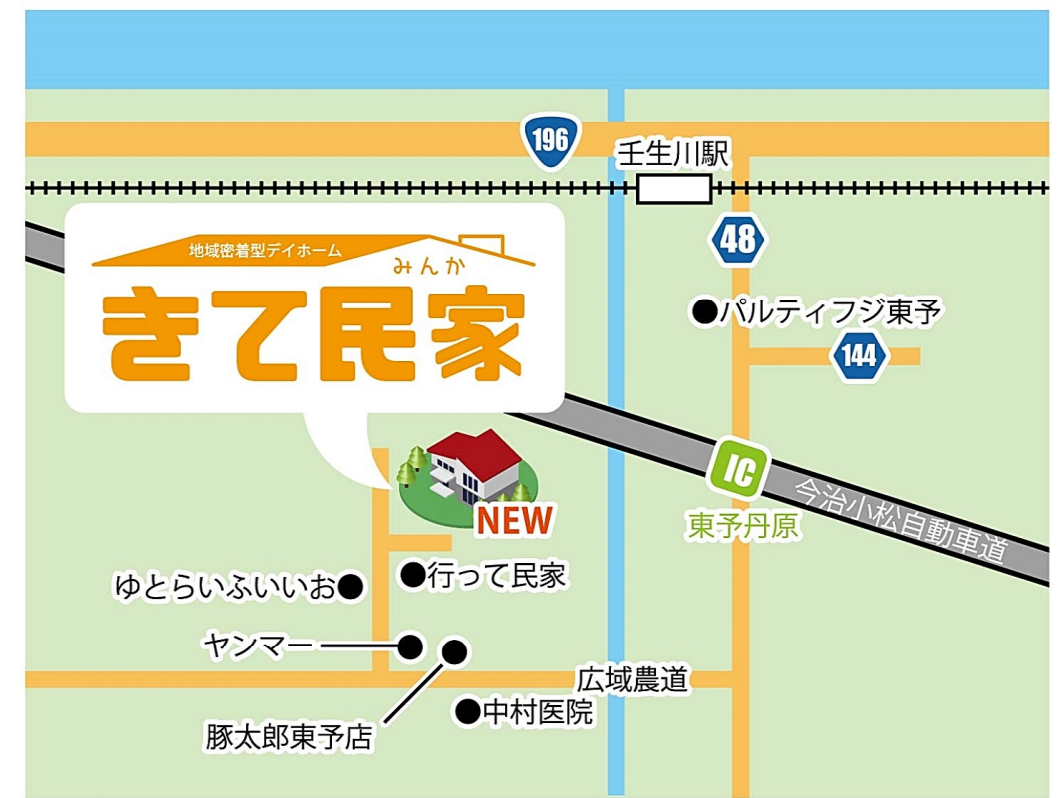 196
壬生川駅
48
地域密着型デイホーム
みんか
きて民家
パルティフジ東予
144
IC
東予丹原
今治小松自動車道
NEW
行って民家
ゆとらいふいいお
ヤンマー
広域農道
中村医院
豚太郎東予店